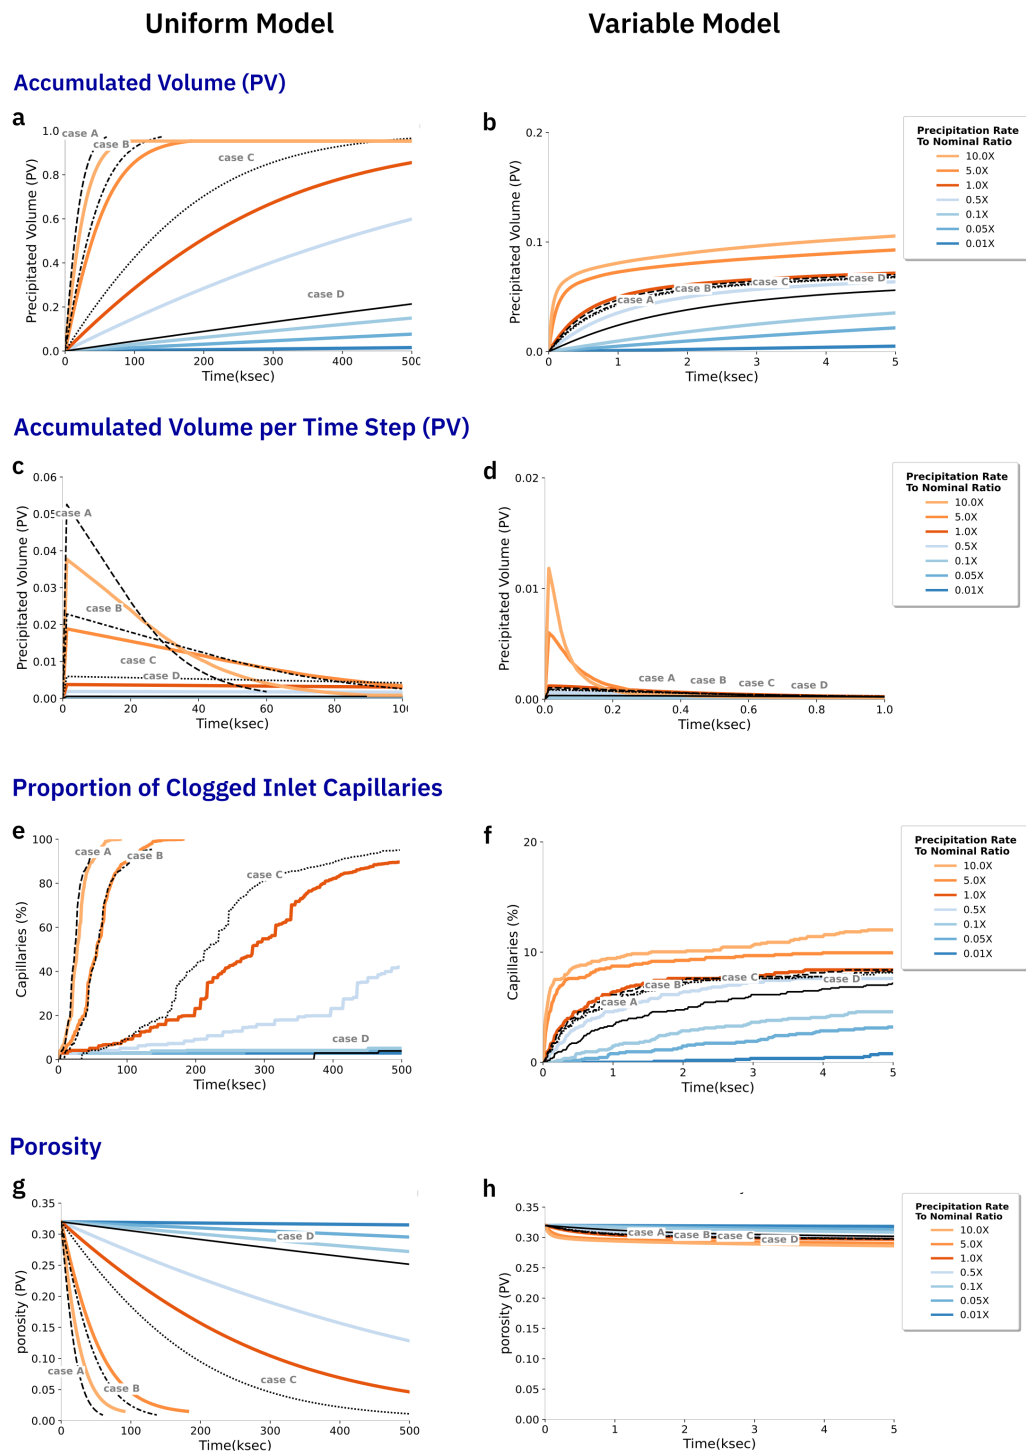 Uniform Model
Variable Model
Accumulated Volume (PV)
a
1.0
0.8
0.6
0.4
0.2
0.0
Precipitated Volume (PV)
case A
case B
case C
case D
0 100 200 300 400 500
Time(ksec)
b
0.2
0.1
0.0
Precipitated Volume (PV)
case A
case B
case C
case D
0 1 2 3 4 5
Time(ksec)
Precipitation Rate
To Nominal Ratio
10.0X
5.0X
1.0X
0.5X
0.1X
0.05X
0.01X
Accumulated Volume per Time Step (PV)
c
0.06
0.05
0.04
0.03
0.02
0.01
0.00
Precipitated Volume (PV)
case A
case B
case C
case D
0 20 40 60 80 10
Time(ksec)
d
0.02
0.01
0.00
Precipitated Volume (PV)
case A
case B
case C
case D
0.0 0.2 0.4 0.6 0.8 1.0
Time(ksec)
Precipitation Rate
To Nominal Ratio
10.0X
5.0X
1.0X
0.5X
0.1X
0.05X
0.01X
Proportion of Clogged Inlet Capillaries
e
100
80
60
40
20
0
Capillaries (%)
case A
case B
case C
case D
0 100 200 300 400 500
Time(ksec)
f
20
10
0
Capillaries (%)
case A
case B
case C
case D
0 1 2 3 4 5
Time(ksec)
Precipitation Rate
To Nominal Ratio
10.0X
5.0X
1.0X
0.5X
0.1X
0.05X
0.01X
Porosity
g
0.35
0.30
0.25
0.20
0.15
0.10
0.05
0.00
porosity (PV)
case A
case B
case C
case D
0 100 200 300 400 500
Time(ksec)
h
0.35
0.30
0.25
0.20
0.15
0.10
0.05
0.00
porosity (PV)
case A
case B
case C
case D
0 1 2 3 4 5
Time(ksec)
Precipitation Rate
To Nominal Ratio
10.0X
5.0X
1.0X
0.5X
0.1X
0.05X
0.01X